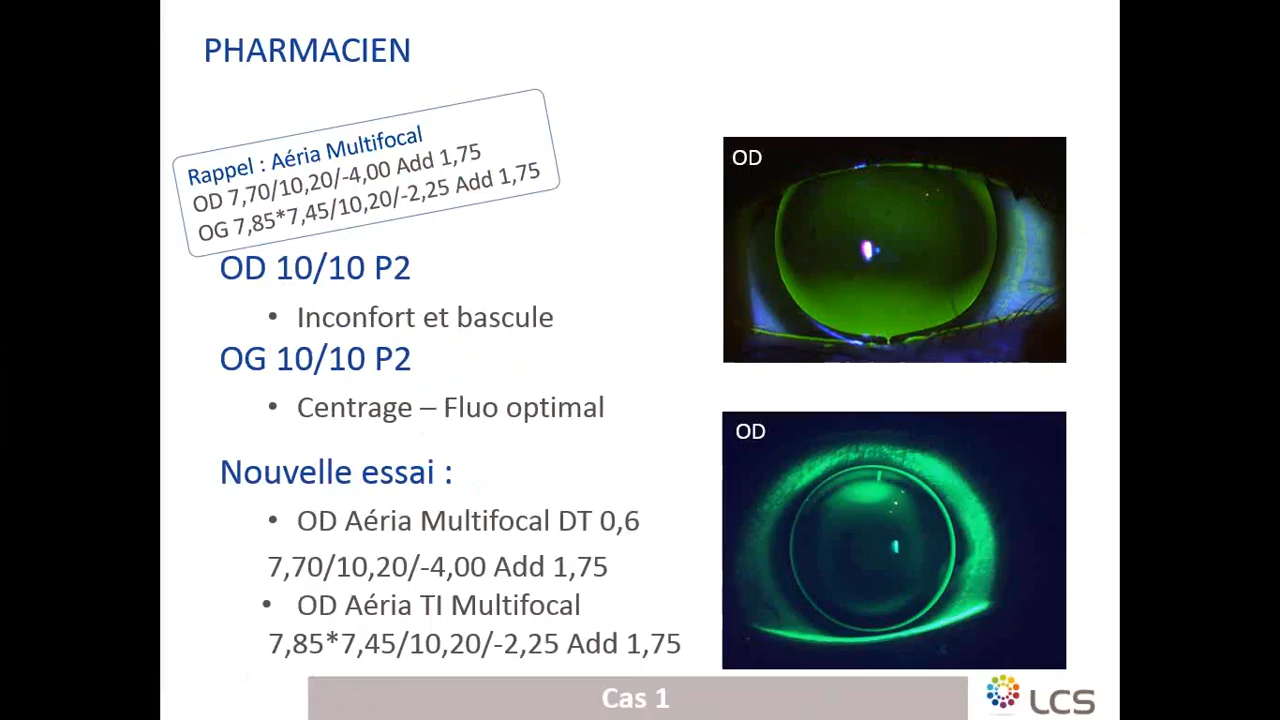 PHARMACIEN
Rappel : Aéria Multifocal
OD 7,70/10,20/-4,00 Add 1,75
OG 7,85*7,45/10,20/-2,25 Add 1,75
OD 10/10 P2
• Inconfort et bascule
OG 10/10 P2
• Centrage – Fluo optimal
Nouvelle essai :
• OD Aéria Multifocal DT 0,6
7,70/10,20/-4,00 Add 1,75
• OD Aéria TI Multifocal
7,85*7,45/10,20/-2,25 Add 1,75
OD
OD
Cas 1
LCS